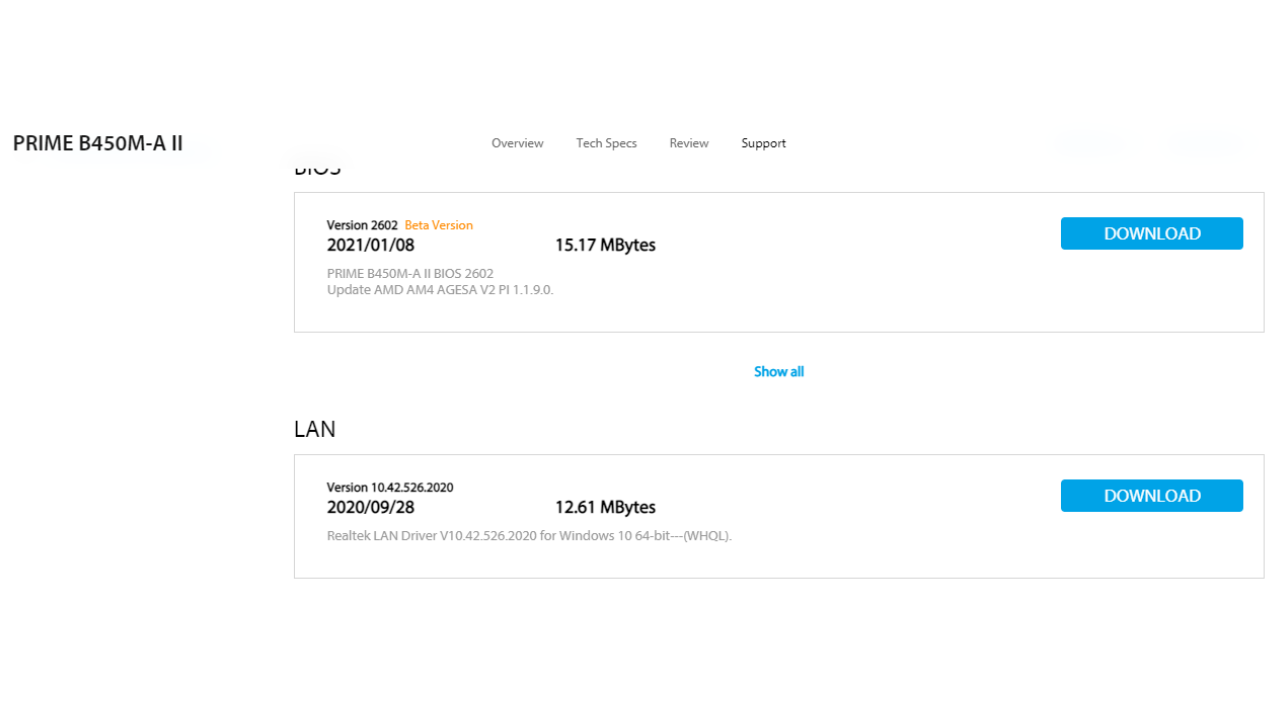 PRIME B450M-A II
Overview
Tech Specs
Review
Support
BIOS
Version 2602 Beta Version
2021/01/08
15.17 MBytes
DOWNLOAD
PRIME B450M-A II BIOS 2602
Update AMD AM4 AGESA V2 PI 1.1.9.0.
Show all
LAN
Version 10.42.526.2020
2020/09/28
12.61 MBytes
DOWNLOAD
Realtek LAN Driver V10.42.526.2020 for Windows 10 64-bit---(WHQL).